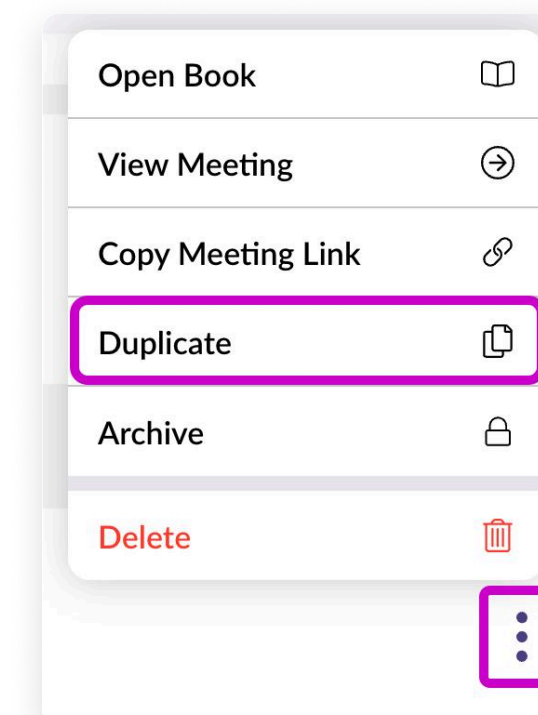 Open Book
View Meeting
Copy Meeting Link
Duplicate
Archive
Delete